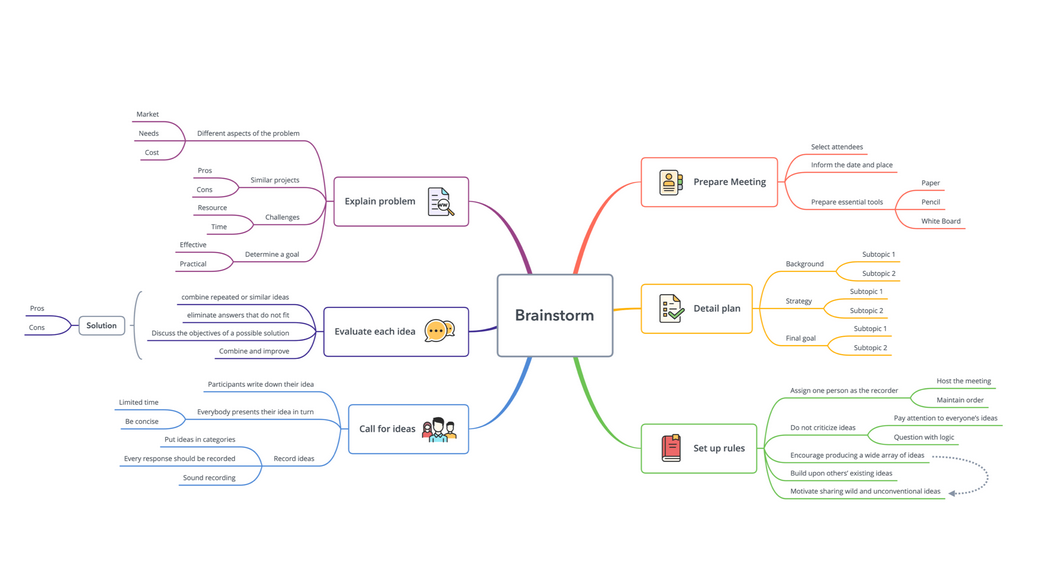 Brainstorm
Explain problem
Different aspects of the problem
Market
Needs
Cost
Similar projects
Pros
Cons
Challenges
Resource
Time
Determine a goal
Effective
Practical
Evaluate each idea
combine repeated or similar ideas
eliminate answers that do not fit
Discuss the objectives of a possible solution
Combine and improve
Solution
Pros
Cons
Call for ideas
Participants write down their idea
Everybody presents their idea in turn
Limited time
Be concise
Record ideas
Put ideas in categories
Every response should be recorded
Sound recording
Prepare Meeting
Select attendees
Inform the date and place
Prepare essential tools
Paper
Pencil
White Board
Detail plan
Background
Subtopic 1
Subtopic 2
Strategy
Subtopic 1
Subtopic 2
Final goal
Subtopic 1
Subtopic 2
Set up rules
Assign one person as the recorder
Host the meeting
Maintain order
Do not criticize ideas
Pay attention to everyone's ideas
Question with logic
Encourage producing a wide array of ideas
Build upon others' existing ideas
Motivate sharing wild and unconventional ideas